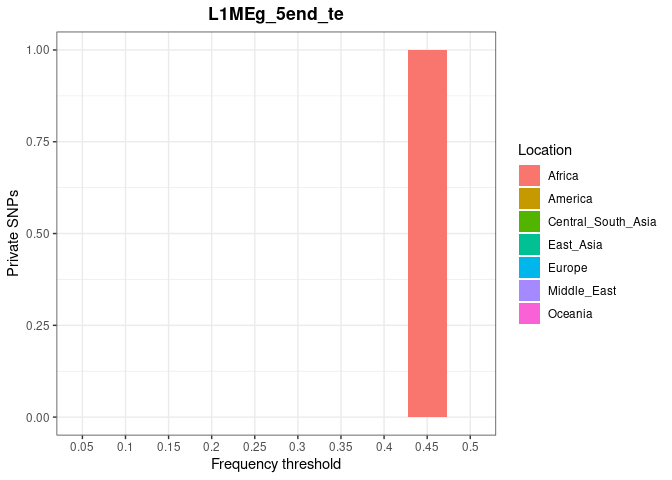 L1MEg_5end_te
1.00
0.75
0.50
0.25
0.00
Private SNPs
0.05 0.1 0.15 0.2 0.25 0.3 0.35 0.4 0.45 0.5
Frequency threshold
Location
Africa
America
Central_South_Asia
East_Asia
Europe
Middle_East
Oceania